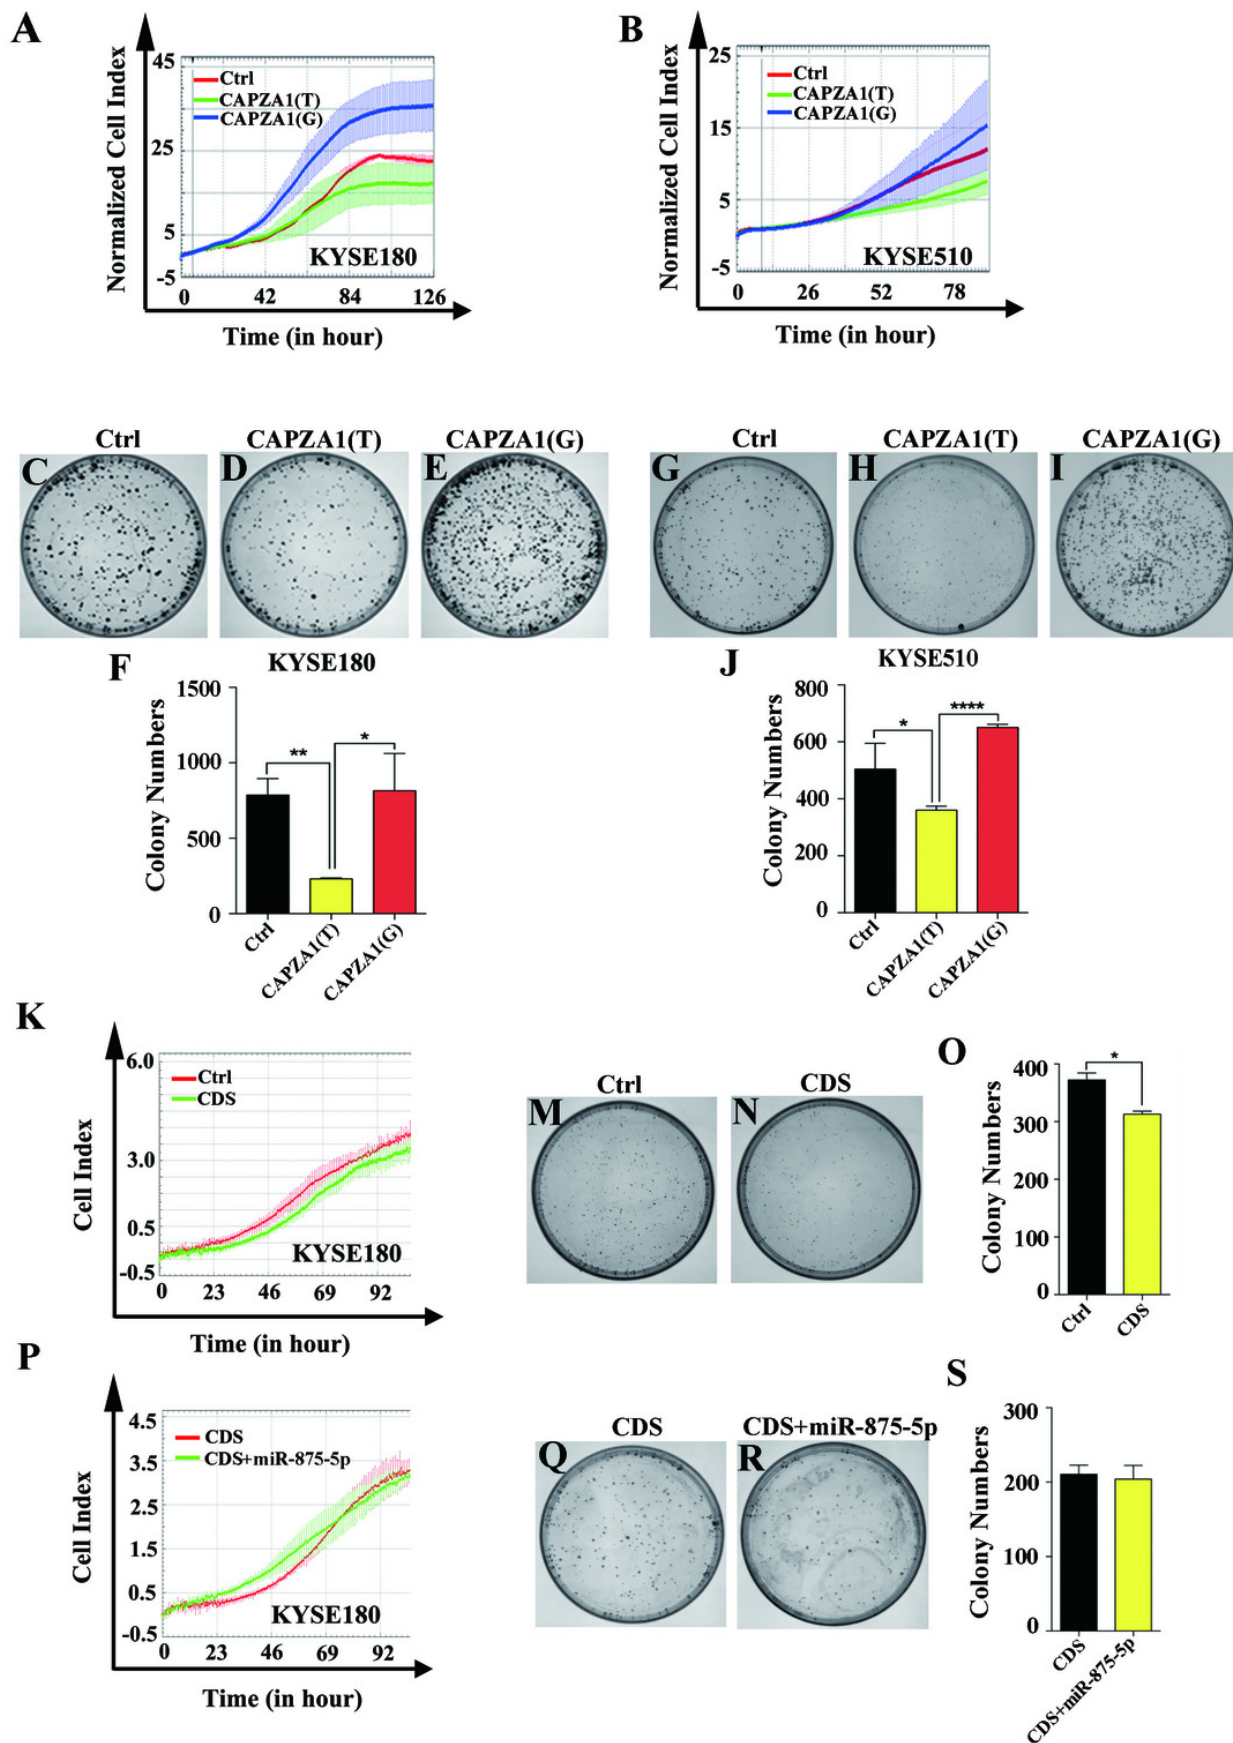 A
Normalized Cell Index
45
25
5
-5
Ctrl
CAPZA1(T)
CAPZA1(G)
KYSE180
0 42 84 126
Time (in hour)
B
Normalized Cell Index
25
15
5
-5
Ctrl
CAPZA1(T)
CAPZA1(G)
KYSE510
0 26 52 78
Time (in hour)
Ctrl CAPZA1(T) CAPZA1(G)
C D E
Ctrl CAPZA1(T) CAPZA1(G)
G H I
F
KYSE180
Colony Numbers
1500
1000
500
0
** *
Ctrl
CAPZA1(T)
CAPZA1(G)
J
KYSE510
Colony Numbers
800
600
400
200
0
* ****
Ctrl
CAPZA1(T)
CAPZA1(G)
K
Cell Index
6.0
3.0
0.5
-0.5
Ctrl
CDS
KYSE180
0 23 46 69 92
Time (in hour)
Ctrl CDS
M N
O
Colony Numbers
400
300
200
100
0
*
Ctrl
CDS
P
Cell Index
4.5
3.5
2.5
1.5
0.5
-0.5
CDS
CDS+miR-875-5p
KYSE180
0 23 46 69 92
Time (in hour)
CDS CDS+miR-875-5p
Q R
S
Colony Numbers
300
200
100
0
CDS
CDS+miR-875-5p